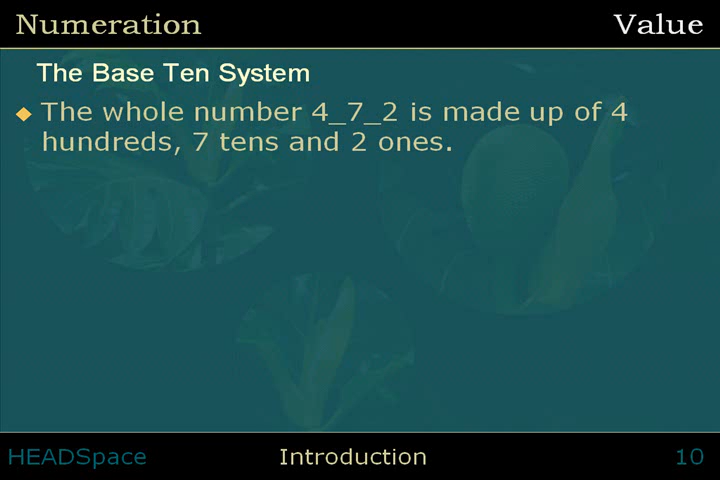 Numeration
Value
The Base Ten System
The whole number 4_7_2 is made up of 4
hundreds, 7 tens and 2 ones.
HEADSpace
Introduction
10